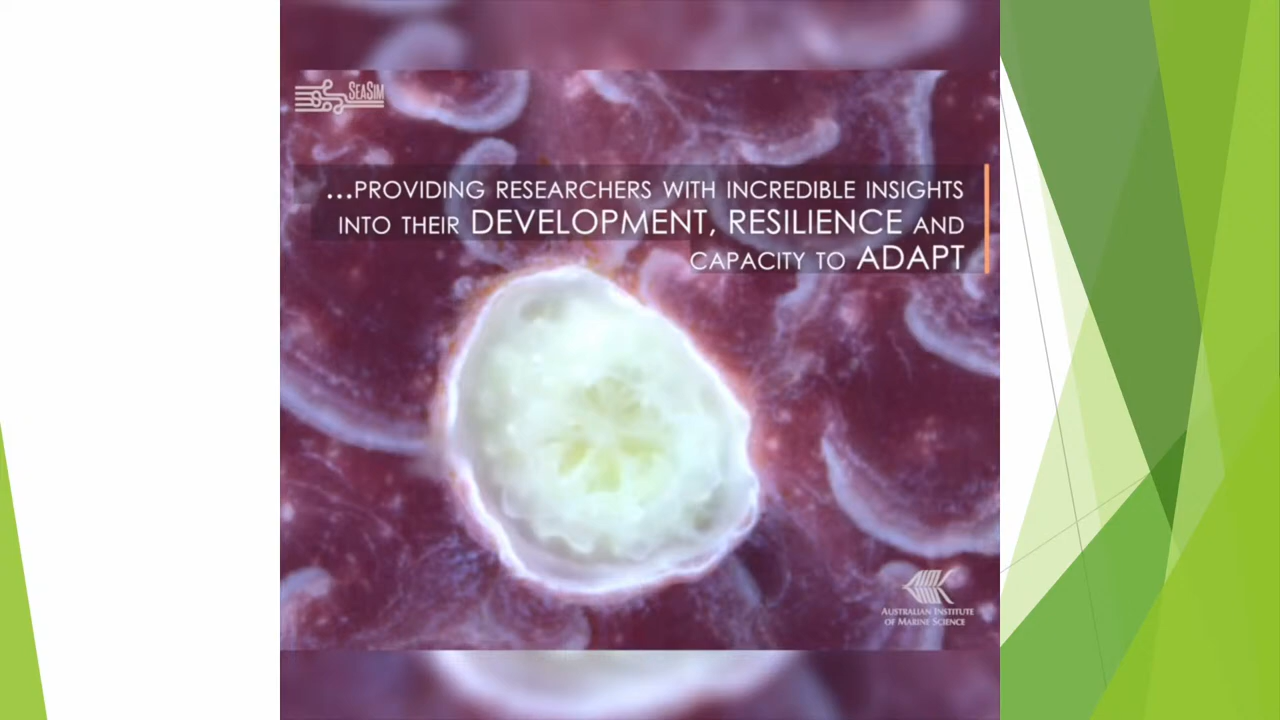 SEASIM
...PROVIDING RESEARCHERS WITH INCREDIBLE INSIGHTS
INTO THEIR DEVELOPMENT, RESILIENCE AND
CAPACITY TO ADAPT
AIMS
AUSTRALIAN INSTITUTE
OF MARINE SCIENCE